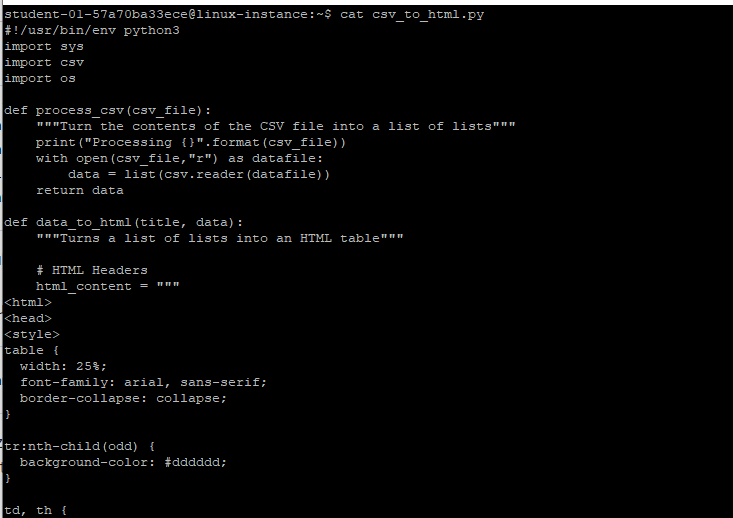 student-01-57a70ba33ece@linux-instance:~$ cat csv_to_html.py
#!/usr/bin/env python3
import sys
import csv
import os
def process_csv(csv_file):
    """Turn the contents of the CSV file into a list of lists"""
    print("Processing {}".format(csv_file))
    with open(csv_file,"r") as datafile:
        data = list(csv.reader(datafile))
    return data
def data_to_html(title, data):
    """Turns a list of lists into an HTML table"""
    # HTML Headers
    html_content = """
<html>
<head>
<style>
table {
  width: 25%;
  font-family: arial, sans-serif;
  border-collapse: collapse;
}
tr:nth-child(odd) {
  background-color: #dddddd;
}
td, th {